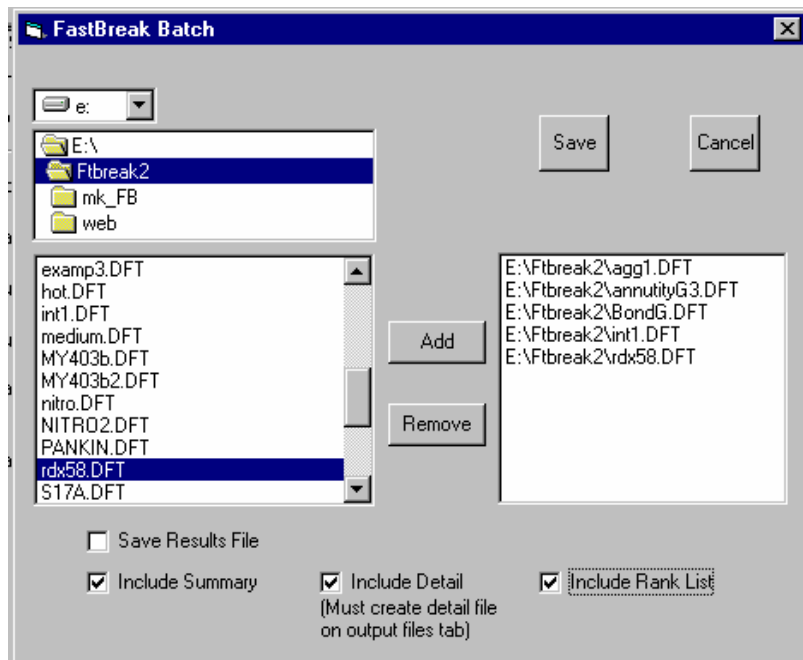 FastBreak Batch
e:
Save
Cancel
E:\
Ftbreak2
mk_FB
web
examp3.DFT
hot.DFT
int1.DFT
medium.DFT
MY403b.DFT
MY403b2.DFT
nitro.DFT
NITRO2.DFT
PANKIN.DFT
rdx58.DFT
S17A.DFT
Add
Remove
E:\Ftbreak2\agg1.DFT
E:\Ftbreak2\annutityG3.DFT
E:\Ftbreak2\BondG.DFT
E:\Ftbreak2\int1.DFT
E:\Ftbreak2\rdx58.DFT
Save Results File
Include Summary
Include Detail
(Must create detail file
on output files tab)
Include Rank List